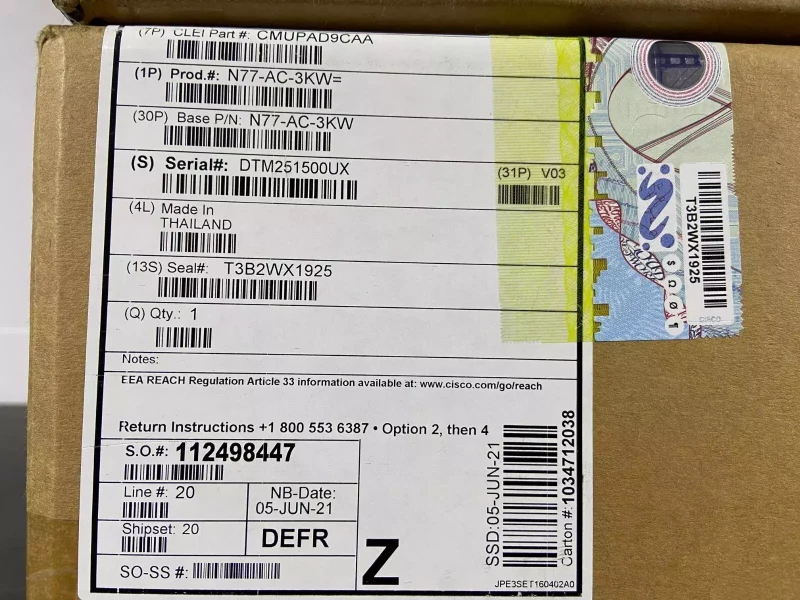 (7P) CLEI Part #: CMUPAD9CAA
(1P) Prod.#: N77-AC-3KW=
(30P) Base P/N: N77-AC-3KW
(S) Serial#: DTM251500UX
(31P) V03
(4L) Made In
THAILAND
(13S) Seal#: T3B2WX1925
(Q) Qty.: 1
Notes:
EEA REACH Regulation Article 33 information available at: www.cisco.com/go/reach
Return Instructions +1 800 553 6387 • Option 2, then 4
S.O.#: 112498447
Line #: 20
NB-Date:
05-JUN-21
Shipset: 20
DEFR
SO-SS #:
Z
SSD:05-JUN-21
Carton #: 1034712038
JPE3SET160402A0
T3B2WX1925
CISCO